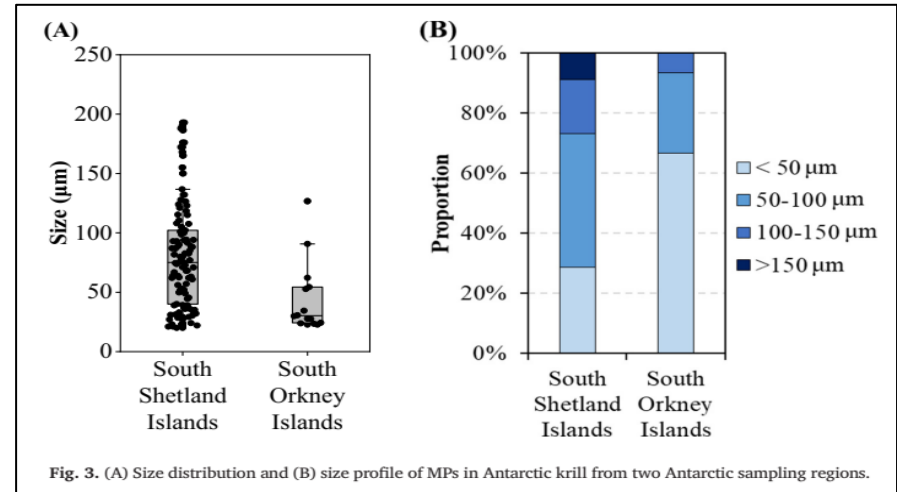 (A)
250
200
150
100
50
0
Size (μm)
South
Shetland
Islands
South
Orkney
Islands
(B)
100%
80%
60%
40%
20%
0%
Proportion
South
Shetland
Islands
South
Orkney
Islands
< 50 μm
50-100 μm
100-150 μm
>150 μm
Fig. 3. (A) Size distribution and (B) size profile of MPs in Antarctic krill from two Antarctic sampling regions.